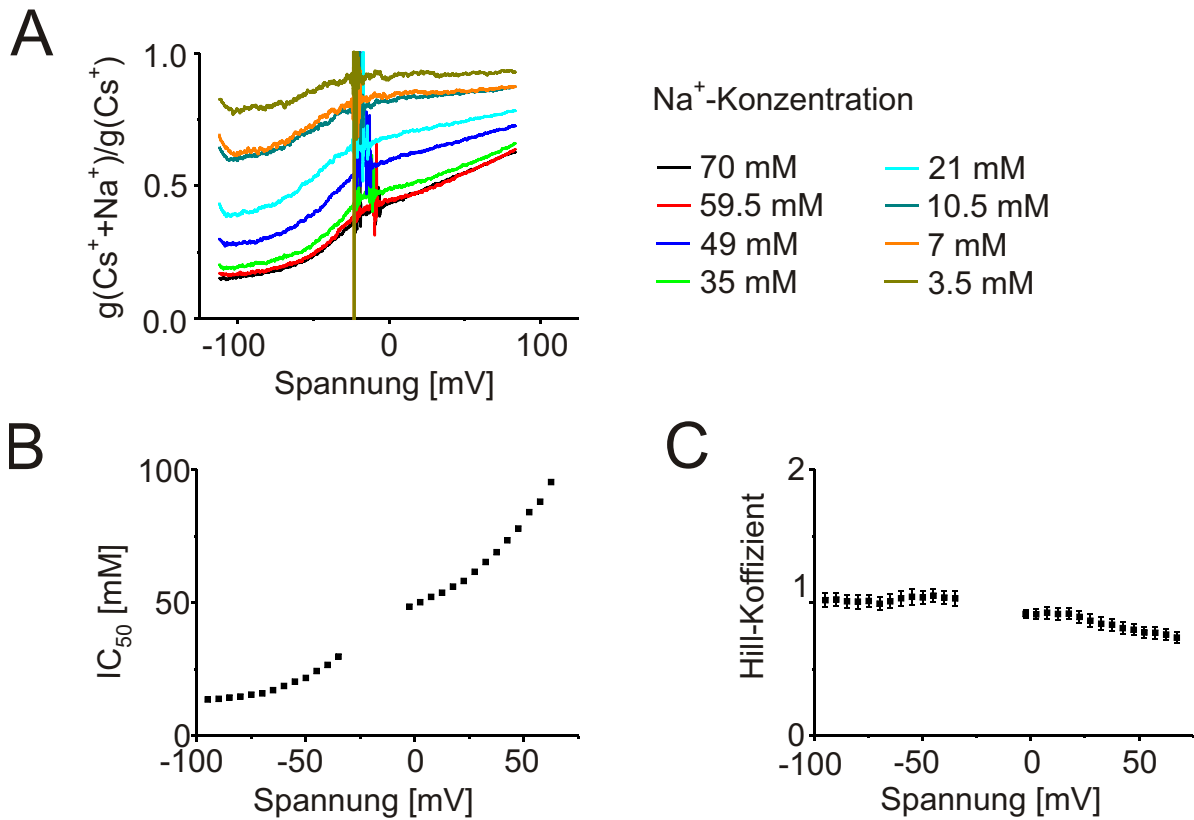 A
g(Cs⁺+Na⁺)/g(Cs⁺)
1.0
0.5
0.0
-100
0
100
Spannung [mV]
Na⁺-Konzentration
70 mM
59.5 mM
49 mM
35 mM
21 mM
10.5 mM
7 mM
3.5 mM
B
IC₅₀ [mM]
100
50
0
-100
-50
0
50
Spannung [mV]
C
Hill-Koffizient
2
1
0
-100
-50
0
50
Spannung [mV]